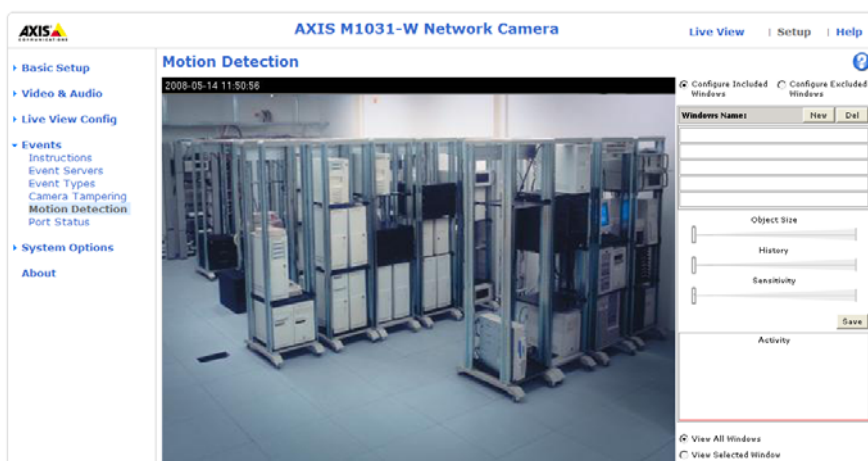 AXIS
COMMUNICATIONS
AXIS M1031-W Network Camera
Live View | Setup | Help
Basic Setup
Video & Audio
Live View Config
Events
Instructions
Event Servers
Event Types
Camera Tampering
Motion Detection
Port Status
System Options
About
Motion Detection
?
2008-05-14 11:50:56
Configure Included Windows
Configure Excluded Windows
Windows Name:
New
Del
Object Size
History
Sensitivity
Save
Activity
View All Windows
View Selected Window